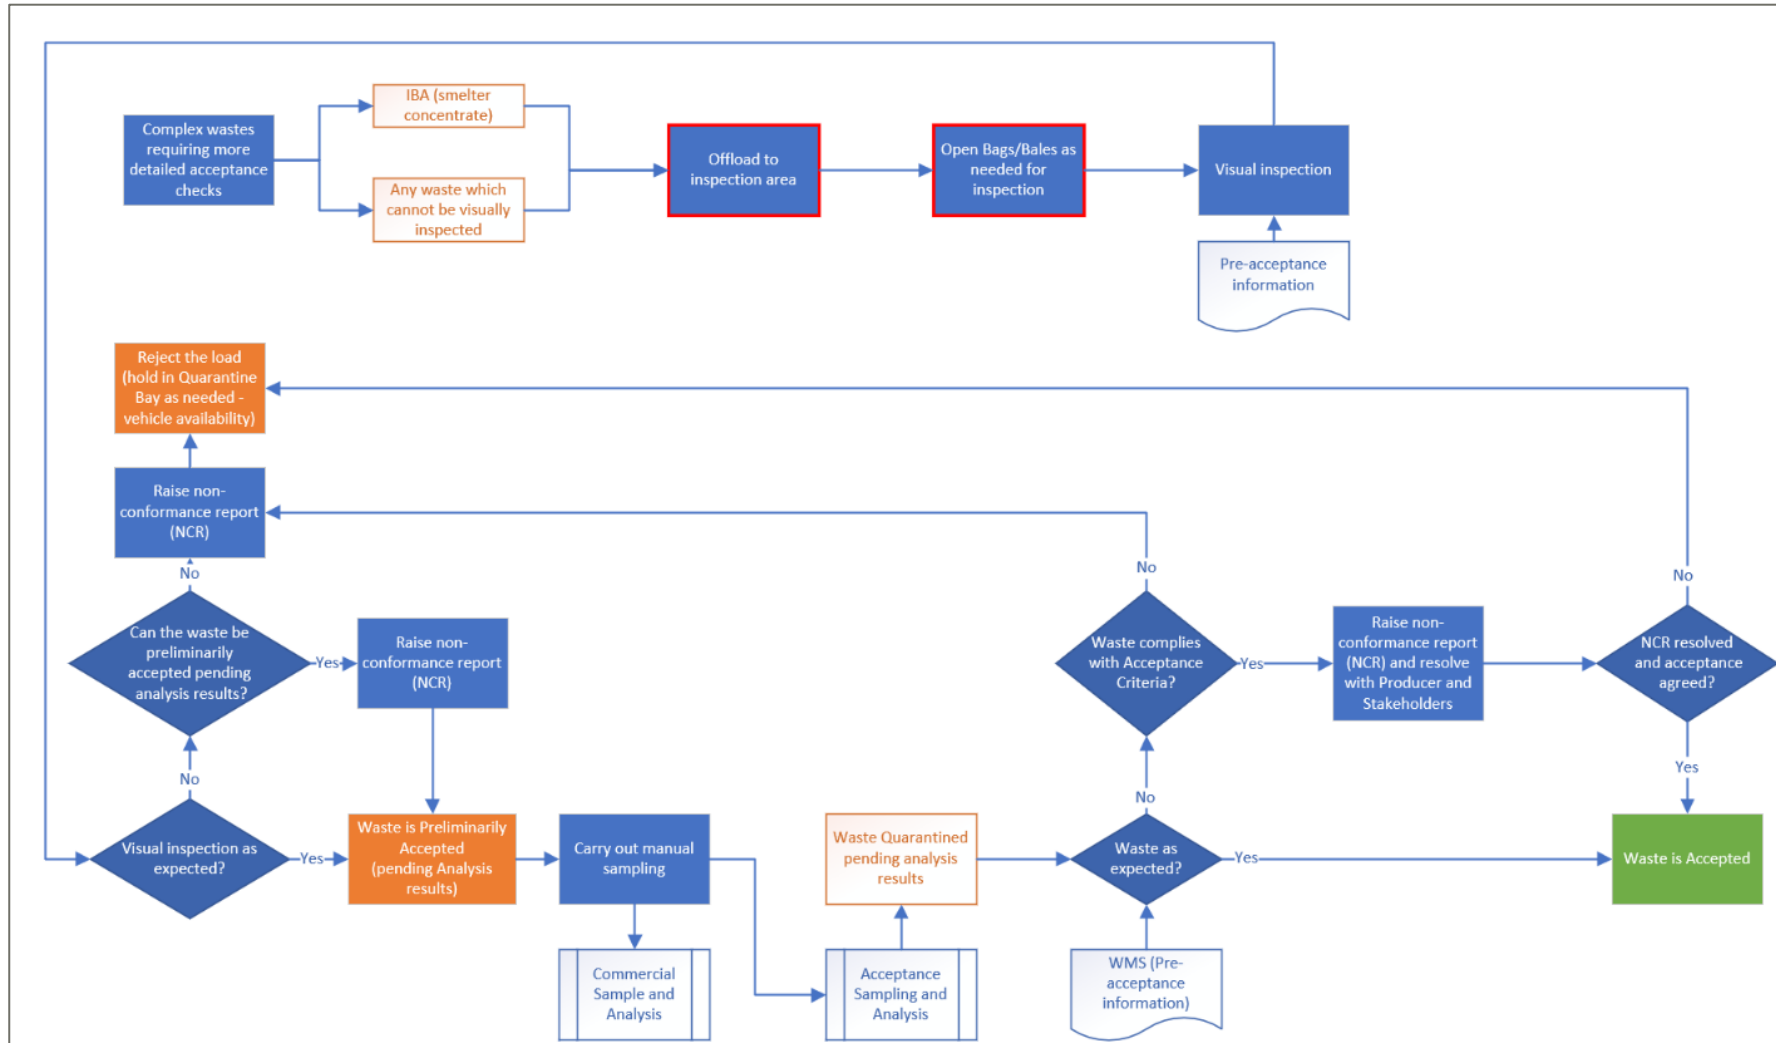 Complex wastes
requiring more
detailed acceptance
checks
IBA (smelter
concentrate)
Any waste which
cannot be visually
inspected
Offload to
inspection area
Open Bags/Bales as
needed for
inspection
Visual inspection
Pre-acceptance
information
Reject the load
(hold in Quarantine
Bay as needed -
vehicle availability)
Raise non-
conformance report
(NCR)
No
Can the waste be
preliminarily
accepted pending
analysis results?
Yes
Raise non-
conformance report
(NCR)
No
Visual inspection as
expected?
Yes
Waste is Preliminarily
Accepted
(pending Analysis
results)
Carry out manual
sampling
Commercial
Sample and
Analysis
Acceptance
Sampling and
Analysis
Waste Quarantined
pending analysis
results
Waste as
expected?
WMS (Pre-
acceptance
information)
No
Yes
Waste complies
with Acceptance
Criteria?
No
Yes
Raise non-
conformance report
(NCR) and resolve
with Producer and
Stakeholders
NCR resolved
and acceptance
agreed?
No
Yes
Waste is Accepted